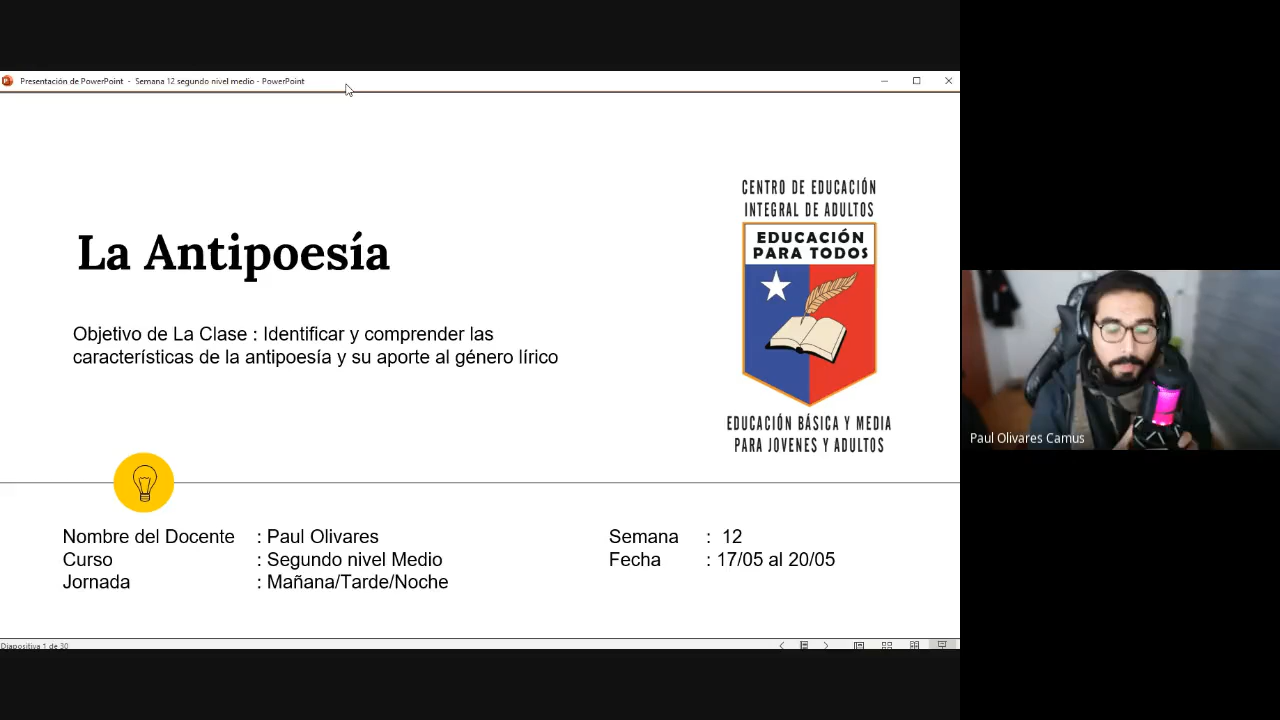 Presentación de PowerPoint - Semana 12 segundo nivel medio - PowerPoint
CENTRO DE EDUCACIÓN
INTEGRAL DE ADULTOS
EDUCACIÓN
PARA TODOS
La Antipoesía
Objetivo de La Clase : Identificar y comprender las
características de la antipoesía y su aporte al género lírico
EDUCACIÓN BÁSICA Y MEDIA
PARA JOVENES Y ADULTOS
Paul Olivares Camus
Nombre del Docente : Paul Olivares
Curso : Segundo nivel Medio
Jornada : Mañana/Tarde/Noche
Semana : 12
Fecha : 17/05 al 20/05
Diapositiva 1 de 30